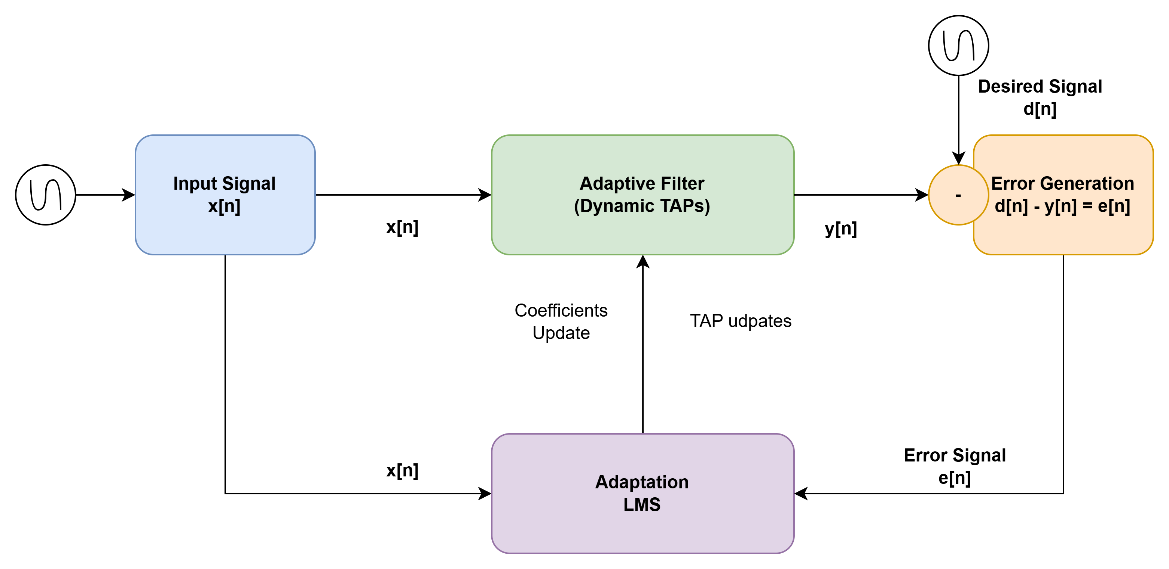 Desired Signal
d[n]
Input Signal
x[n]
Adaptive Filter
(Dynamic TAPs)
-
Error Generation
d[n] - y[n] = e[n]
x[n]
y[n]
Coefficients
Update
TAP udpates
x[n]
Adaptation
LMS
Error Signal
e[n]